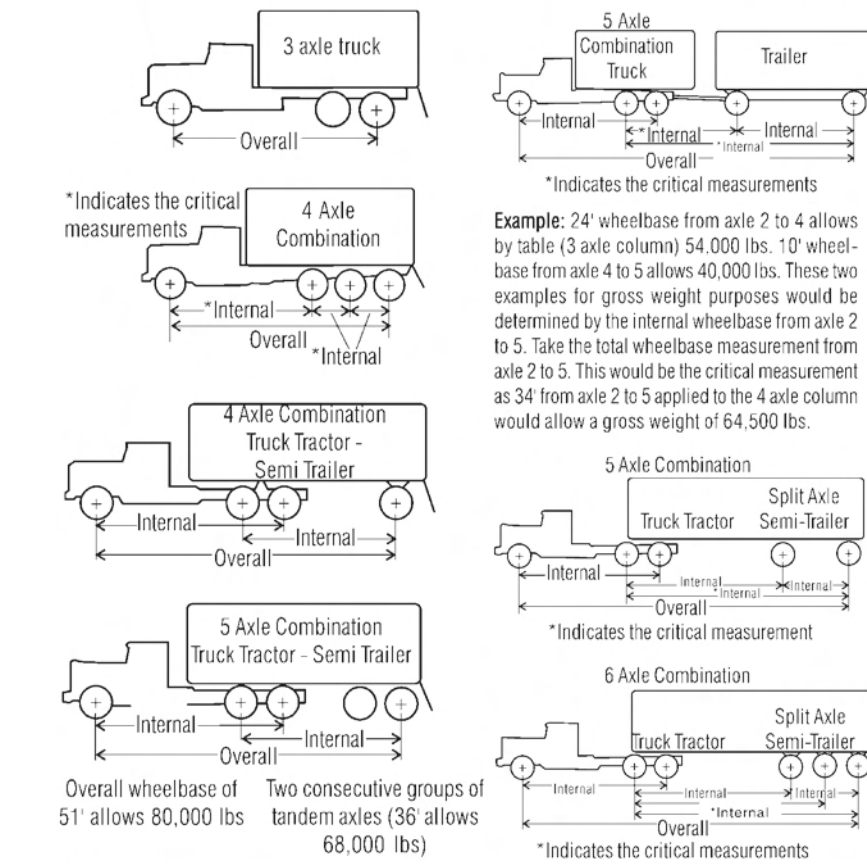 3 axle truck
Overall
*Indicates the critical
measurements
4 Axle
Combination
*Internal
Overall
*Internal
4 Axle Combination
Truck Tractor -
Semi Trailer
Internal
Internal
Overall
5 Axle Combination
Truck Tractor - Semi Trailer
Internal
Internal
Overall
Overall wheelbase of
51' allows 80,000 lbs
Two consecutive groups of
tandem axles (36' allows
68,000 lbs)
5 Axle
Combination
Truck
Trailer
Internal
*Internal
Internal
*Internal
Overall
*Indicates the critical measurements
Example: 24' wheelbase from axle 2 to 4 allows
by table (3 axle column) 54,000 lbs. 10' wheel-
base from axle 4 to 5 allows 40,000 lbs. These two
examples for gross weight purposes would be
determined by the internal wheelbase from axle 2
to 5. Take the total wheelbase measurement from
axle 2 to 5. This would be the critical measurement
as 34' from axle 2 to 5 applied to the 4 axle column
would allow a gross weight of 64,500 lbs.
5 Axle Combination
Split Axle
Truck Tractor Semi-Trailer
Internal
Internal
Internal
*Internal
Overall
*Indicates the critical measurement
6 Axle Combination
Split Axle
Truck Tractor Semi-Trailer
Internal
Internal
Internal
*Internal
Overall
*Indicates the critical measurements